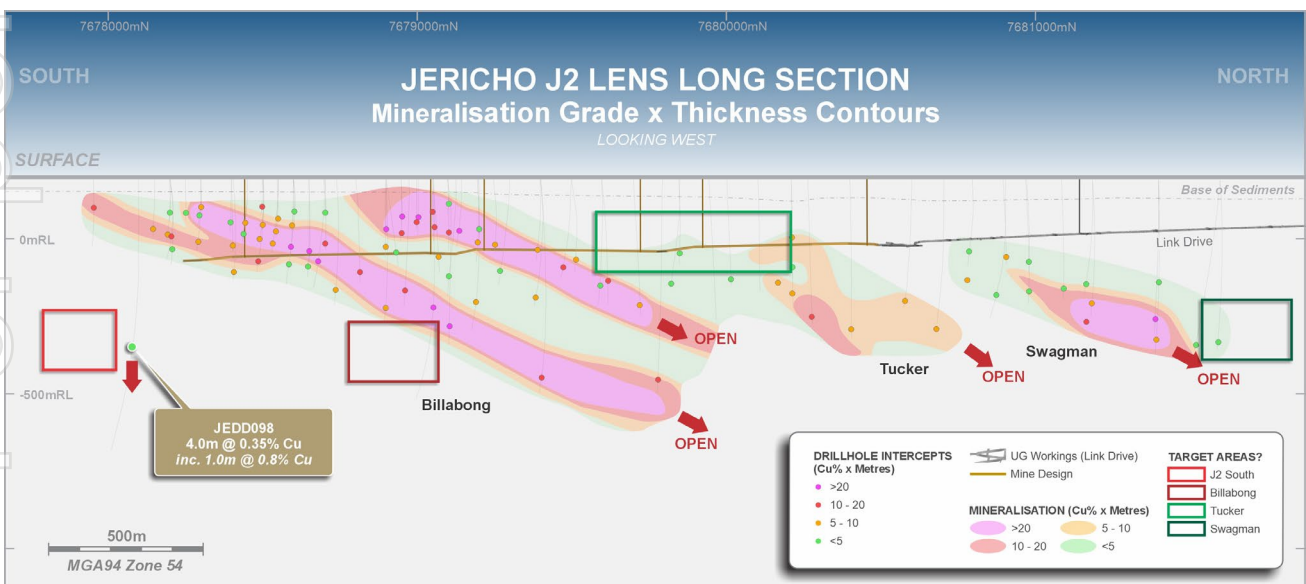 7678000mN
7679000mN
7680000mN
7681000mN
SOUTH
NORTH
JERICHO J2 LENS LONG SECTION
Mineralisation Grade x Thickness Contours
LOOKING WEST
SURFACE
Base of Sediments
0mRL
Link Drive
OPEN
Swagman
Tucker
OPEN
OPEN
-500mRL
Billabong
JEDD098
4.0m @ 0.35% Cu
inc. 1.0m @ 0.8% Cu
OPEN
DRILLHOLE INTERCEPTS
(Cu% x Metres)
>20
10 - 20
5 - 10
<5
UG Workings (Link Drive)
Mine Design
MINERALISATION (Cu% x Metres)
>20
5 - 10
10 - 20
<5
TARGET AREAS?
J2 South
Billabong
Tucker
Swagman
500m
MGA94 Zone 54